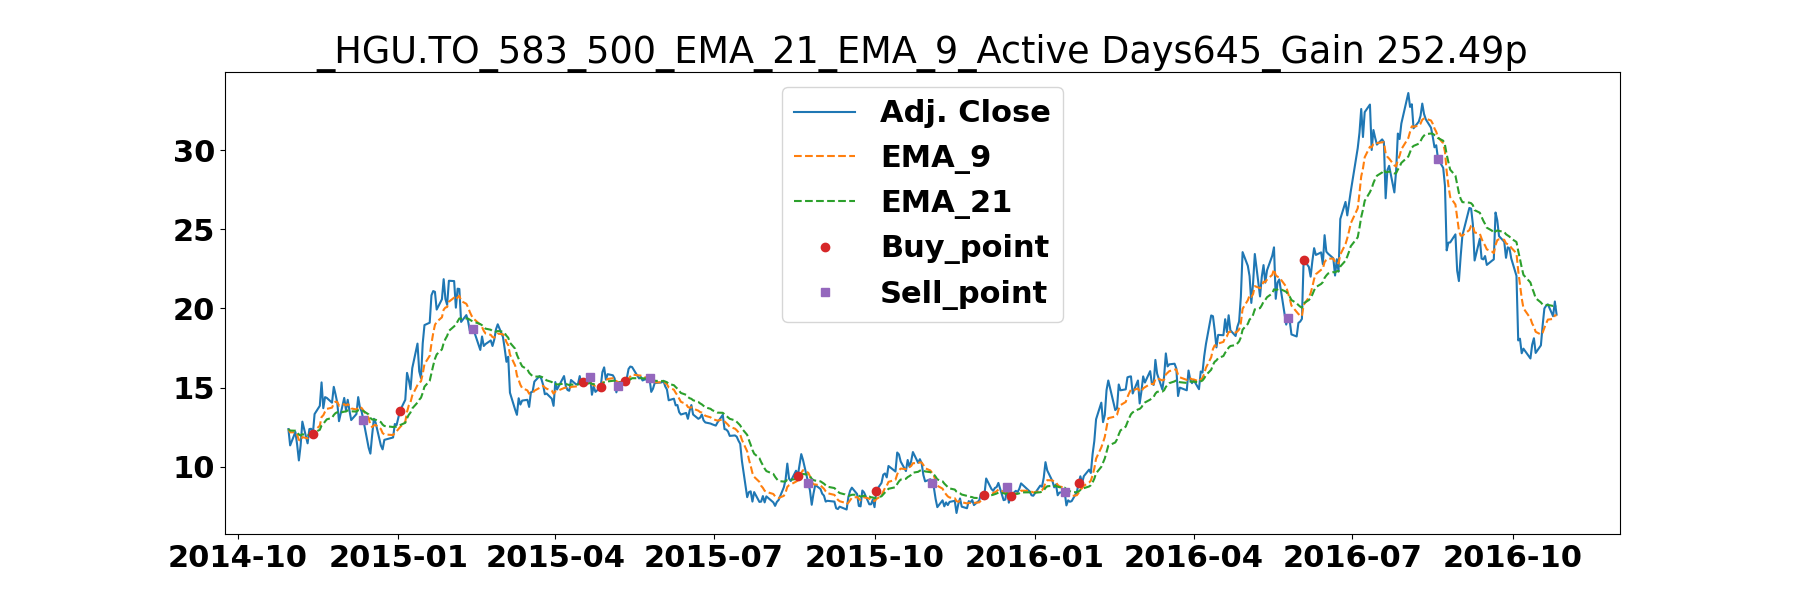 _HGU.TO_583_500_EMA_21_EMA_9_Active Days645_Gain 252.49p
Adj. Close
EMA_9
EMA_21
Buy_point
Sell_point
30
25
20
15
10
2014-10 2015-01 2015-04 2015-07 2015-10 2016-01 2016-04 2016-07 2016-10